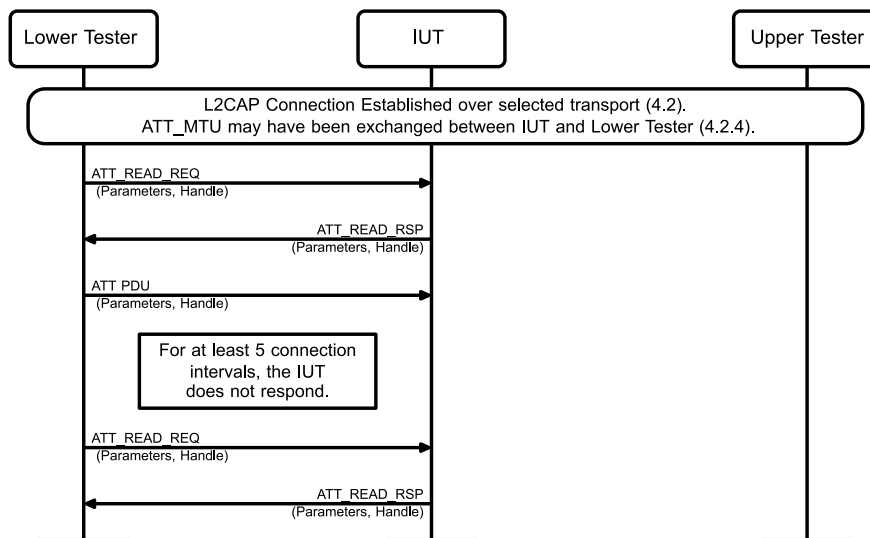 Lower Tester
IUT
Upper Tester
L2CAP Connection Established over selected transport (4.2).
ATT_MTU may have been exchanged between IUT and Lower Tester (4.2.4).
ATT_READ_REQ
(Parameters, Handle)
ATT_READ_RSP
(Parameters, Handle)
ATT PDU
(Parameters, Handle)
For at least 5 connection
intervals, the IUT
does not respond.
ATT_READ_REQ
(Parameters, Handle)
ATT_READ_RSP
(Parameters, Handle)